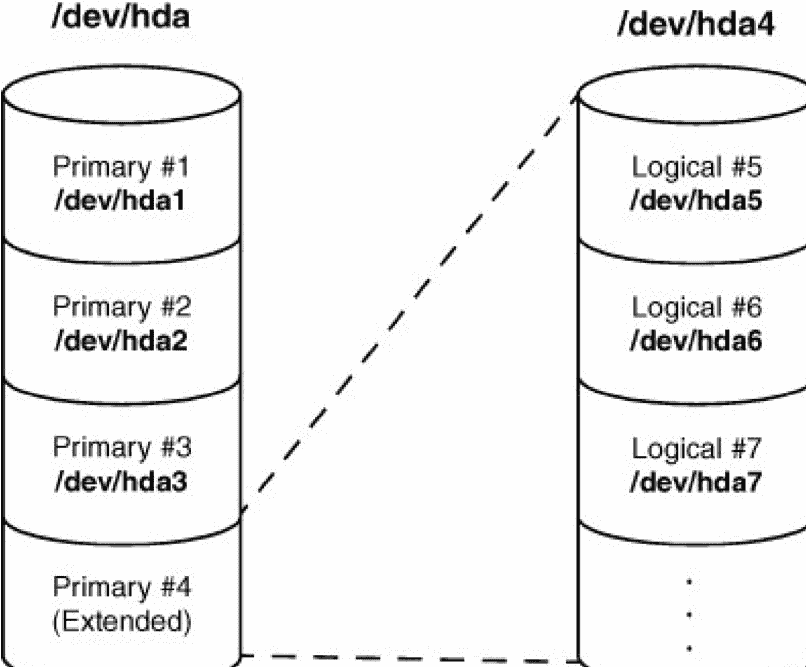 /dev/hda
Primary #1
/dev/hda1
Primary #2
/dev/hda2
Primary #3
/dev/hda3
Primary #4
(Extended)
/dev/hda4
Logical #5
/dev/hda5
Logical #6
/dev/hda6
Logical #7
/dev/hda7